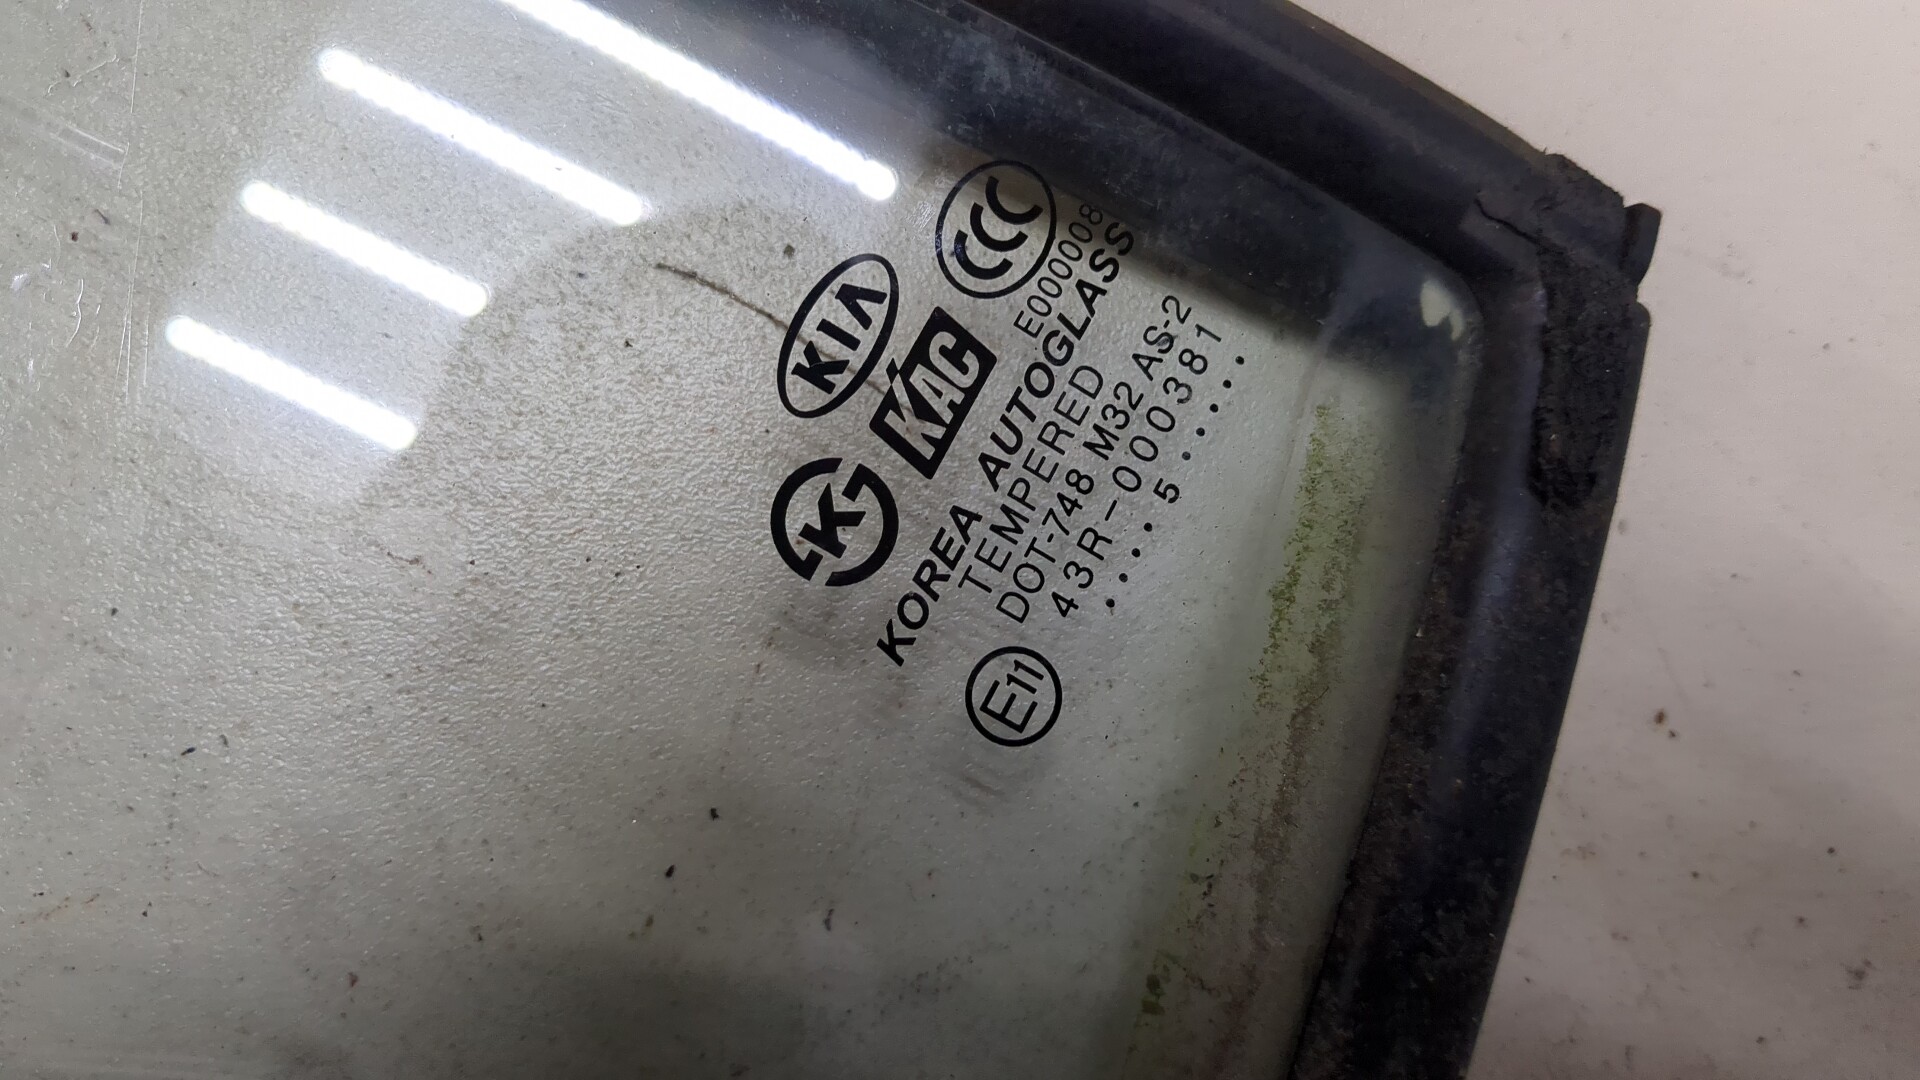 KIA
K KAC CCC
E000008
KOREA AUTOGLASS
TEMPERED
DOT-748 M32 AS-2
E11 43R-000381
....5......